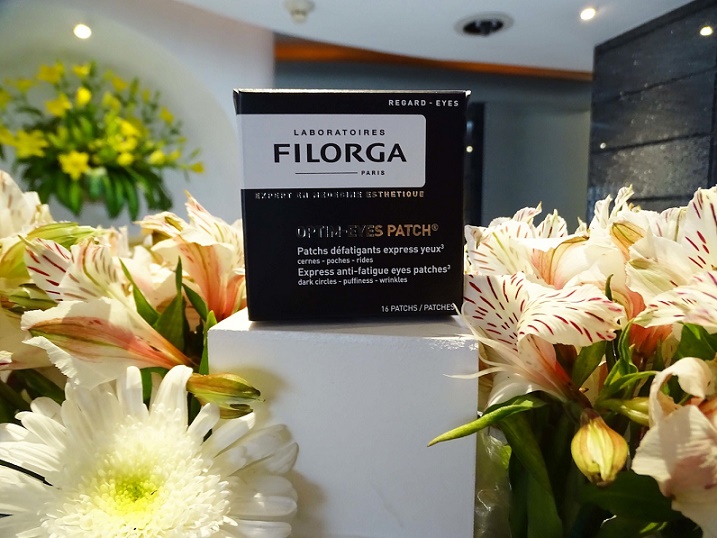 REGARD - EYES
LABORATOIRES
FILORGA
PARIS
EXPERT EN MÉDECINE ESTHÉTIQUE
OPTIM-EYES PATCH®
Patchs défatigants express yeux³
cernes - poches - rides
Express anti-fatigue eyes patches³
dark circles - puffiness - wrinkles
16 PATCHS / PATCHES